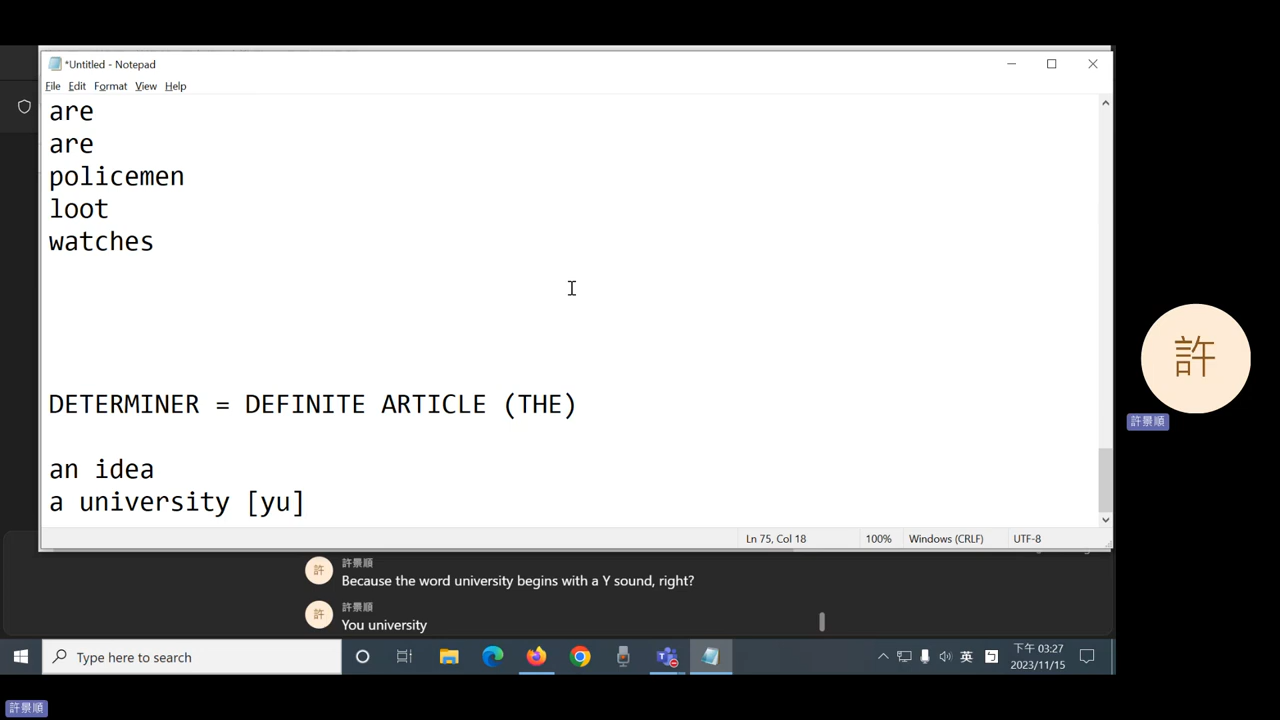 *Untitled - Notepad
File Edit Format View Help
are
are
policemen
loot
watches
DETERMINER = DEFINITE ARTICLE (THE)
an idea
a university [yu]
Ln 75, Col 18 100% Windows (CRLF) UTF-8
許
許景順
許 許景順
Because the word university begins with a Y sound, right?
許 許景順
You university
Type here to search
英
下午 03:27
2023/11/15
許景順